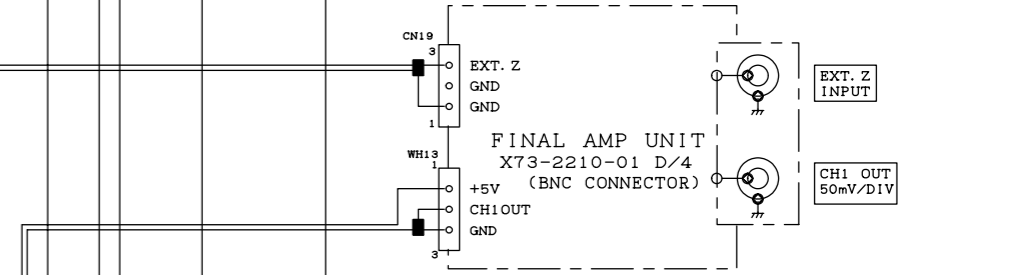 CN19
3
EXT. Z
GND
GND
1
FINAL AMP UNIT
X73-2210-01 D/4
(BNC CONNECTOR)
WH13
1
+5V
CH1OUT
GND
3
EXT. Z
INPUT
CH1 OUT
50mV/DIV